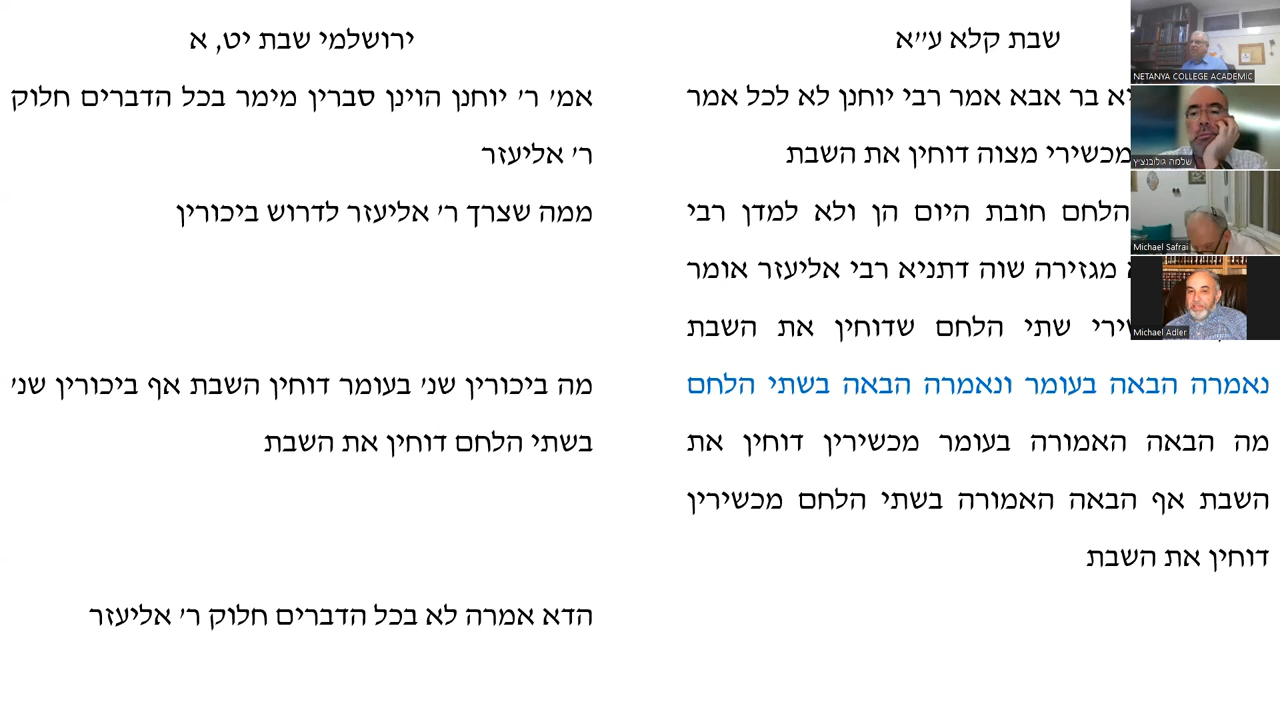 שבת קלא ע״א
יא בר אבא אמר רבי יוחנן לא לכל אמר
מכשירי מצוה דוחין את השבת
הלחם חובת היום הן ולא למדן רבי
מגזירה שוה דתניא רבי אליעזר אומר
שתי הלחם שדוחין את השבת
נאמרה הבאה בעומר ונאמרה הבאה בשתי הלחם
מה הבאה האמורה בעומר מכשירין דוחין את
השבת אף הבאה האמורה בשתי הלחם מכשירין
דוחין את השבת
ירושלמי שבת יט, א
אמ׳ ר׳ יוחנן הוינן סברין מימר בכל הדברים חלוק
ר׳ אליעזר
ממה שצרך ר׳ אליעזר לדרוש ביכורין
מה ביכורין שנ׳ בעומר דוחין השבת אף ביכורין שנ׳
בשתי הלחם דוחין את השבת
הדא אמרה לא בכל הדברים חלוק ר׳ אליעזר
NETANYA COLLEGE ACADEMIC
שלמה גולובנציץ
Michael Safrai
Michael Adler